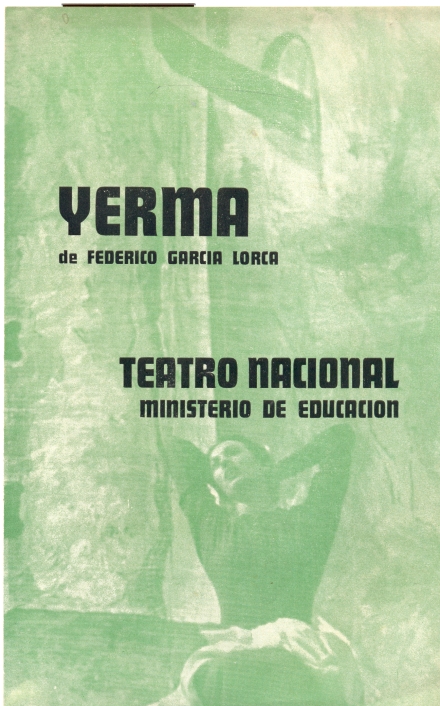 YERMA
de FEDERICO GARCIA LORCA
TEATRO NACIONAL
MINISTERIO DE EDUCACION